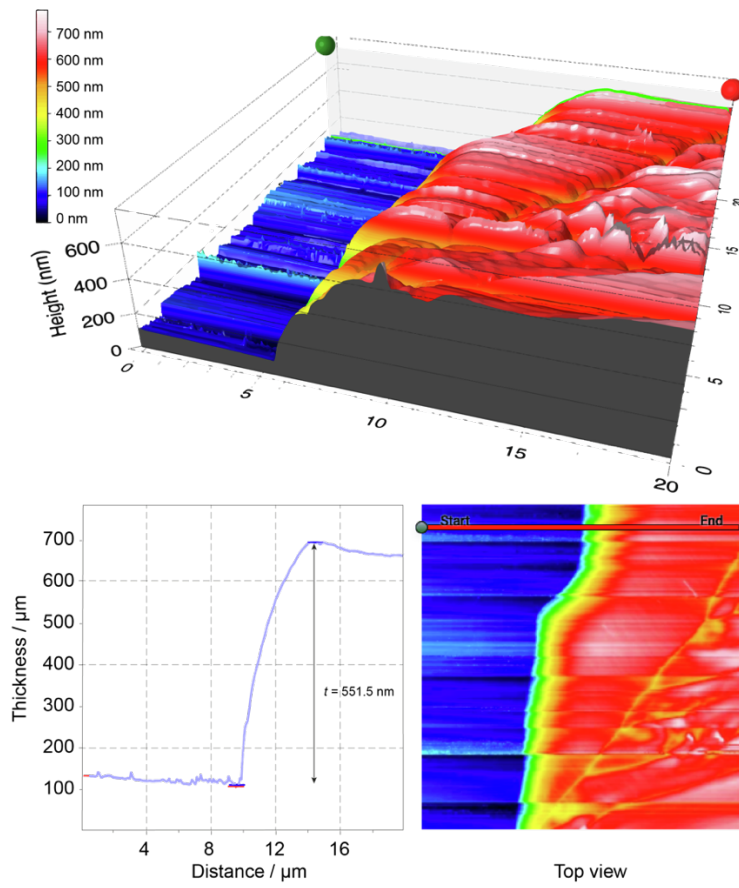 700 nm
600 nm
500 nm
400 nm
300 nm
200 nm
100 nm
0 nm
Height (nm)
600
400
200
0
0
5
10
15
20
0
5
10
15
20
Thickness / µm
700
600
500
400
300
200
100
t = 551.5 nm
4
8
12
16
Distance / µm
Start
End
Top view